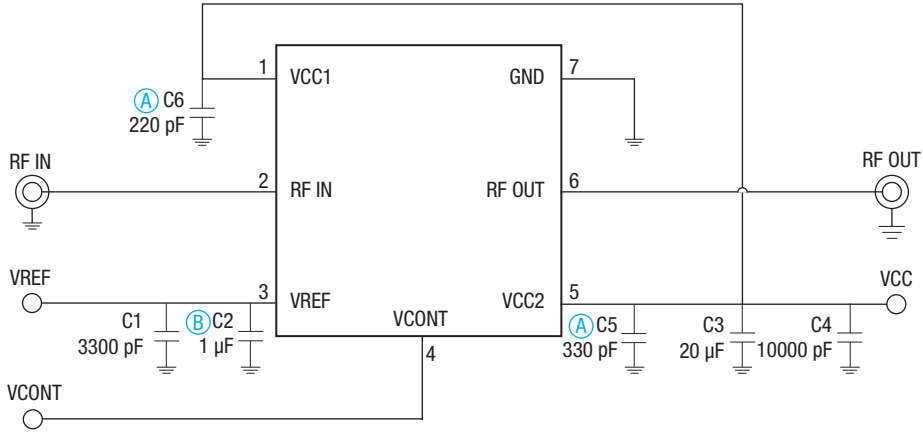 1
VCC1
GND
7
A C6
220 pF
RF IN
2
RF IN
RF OUT
6
RF OUT
VREF
3
VREF
VCC2
5
VCC
C1
3300 pF
B C2
1 µF
VCONT
4
A C5
330 pF
C3
20 µF
C4
10000 pF
VCONT